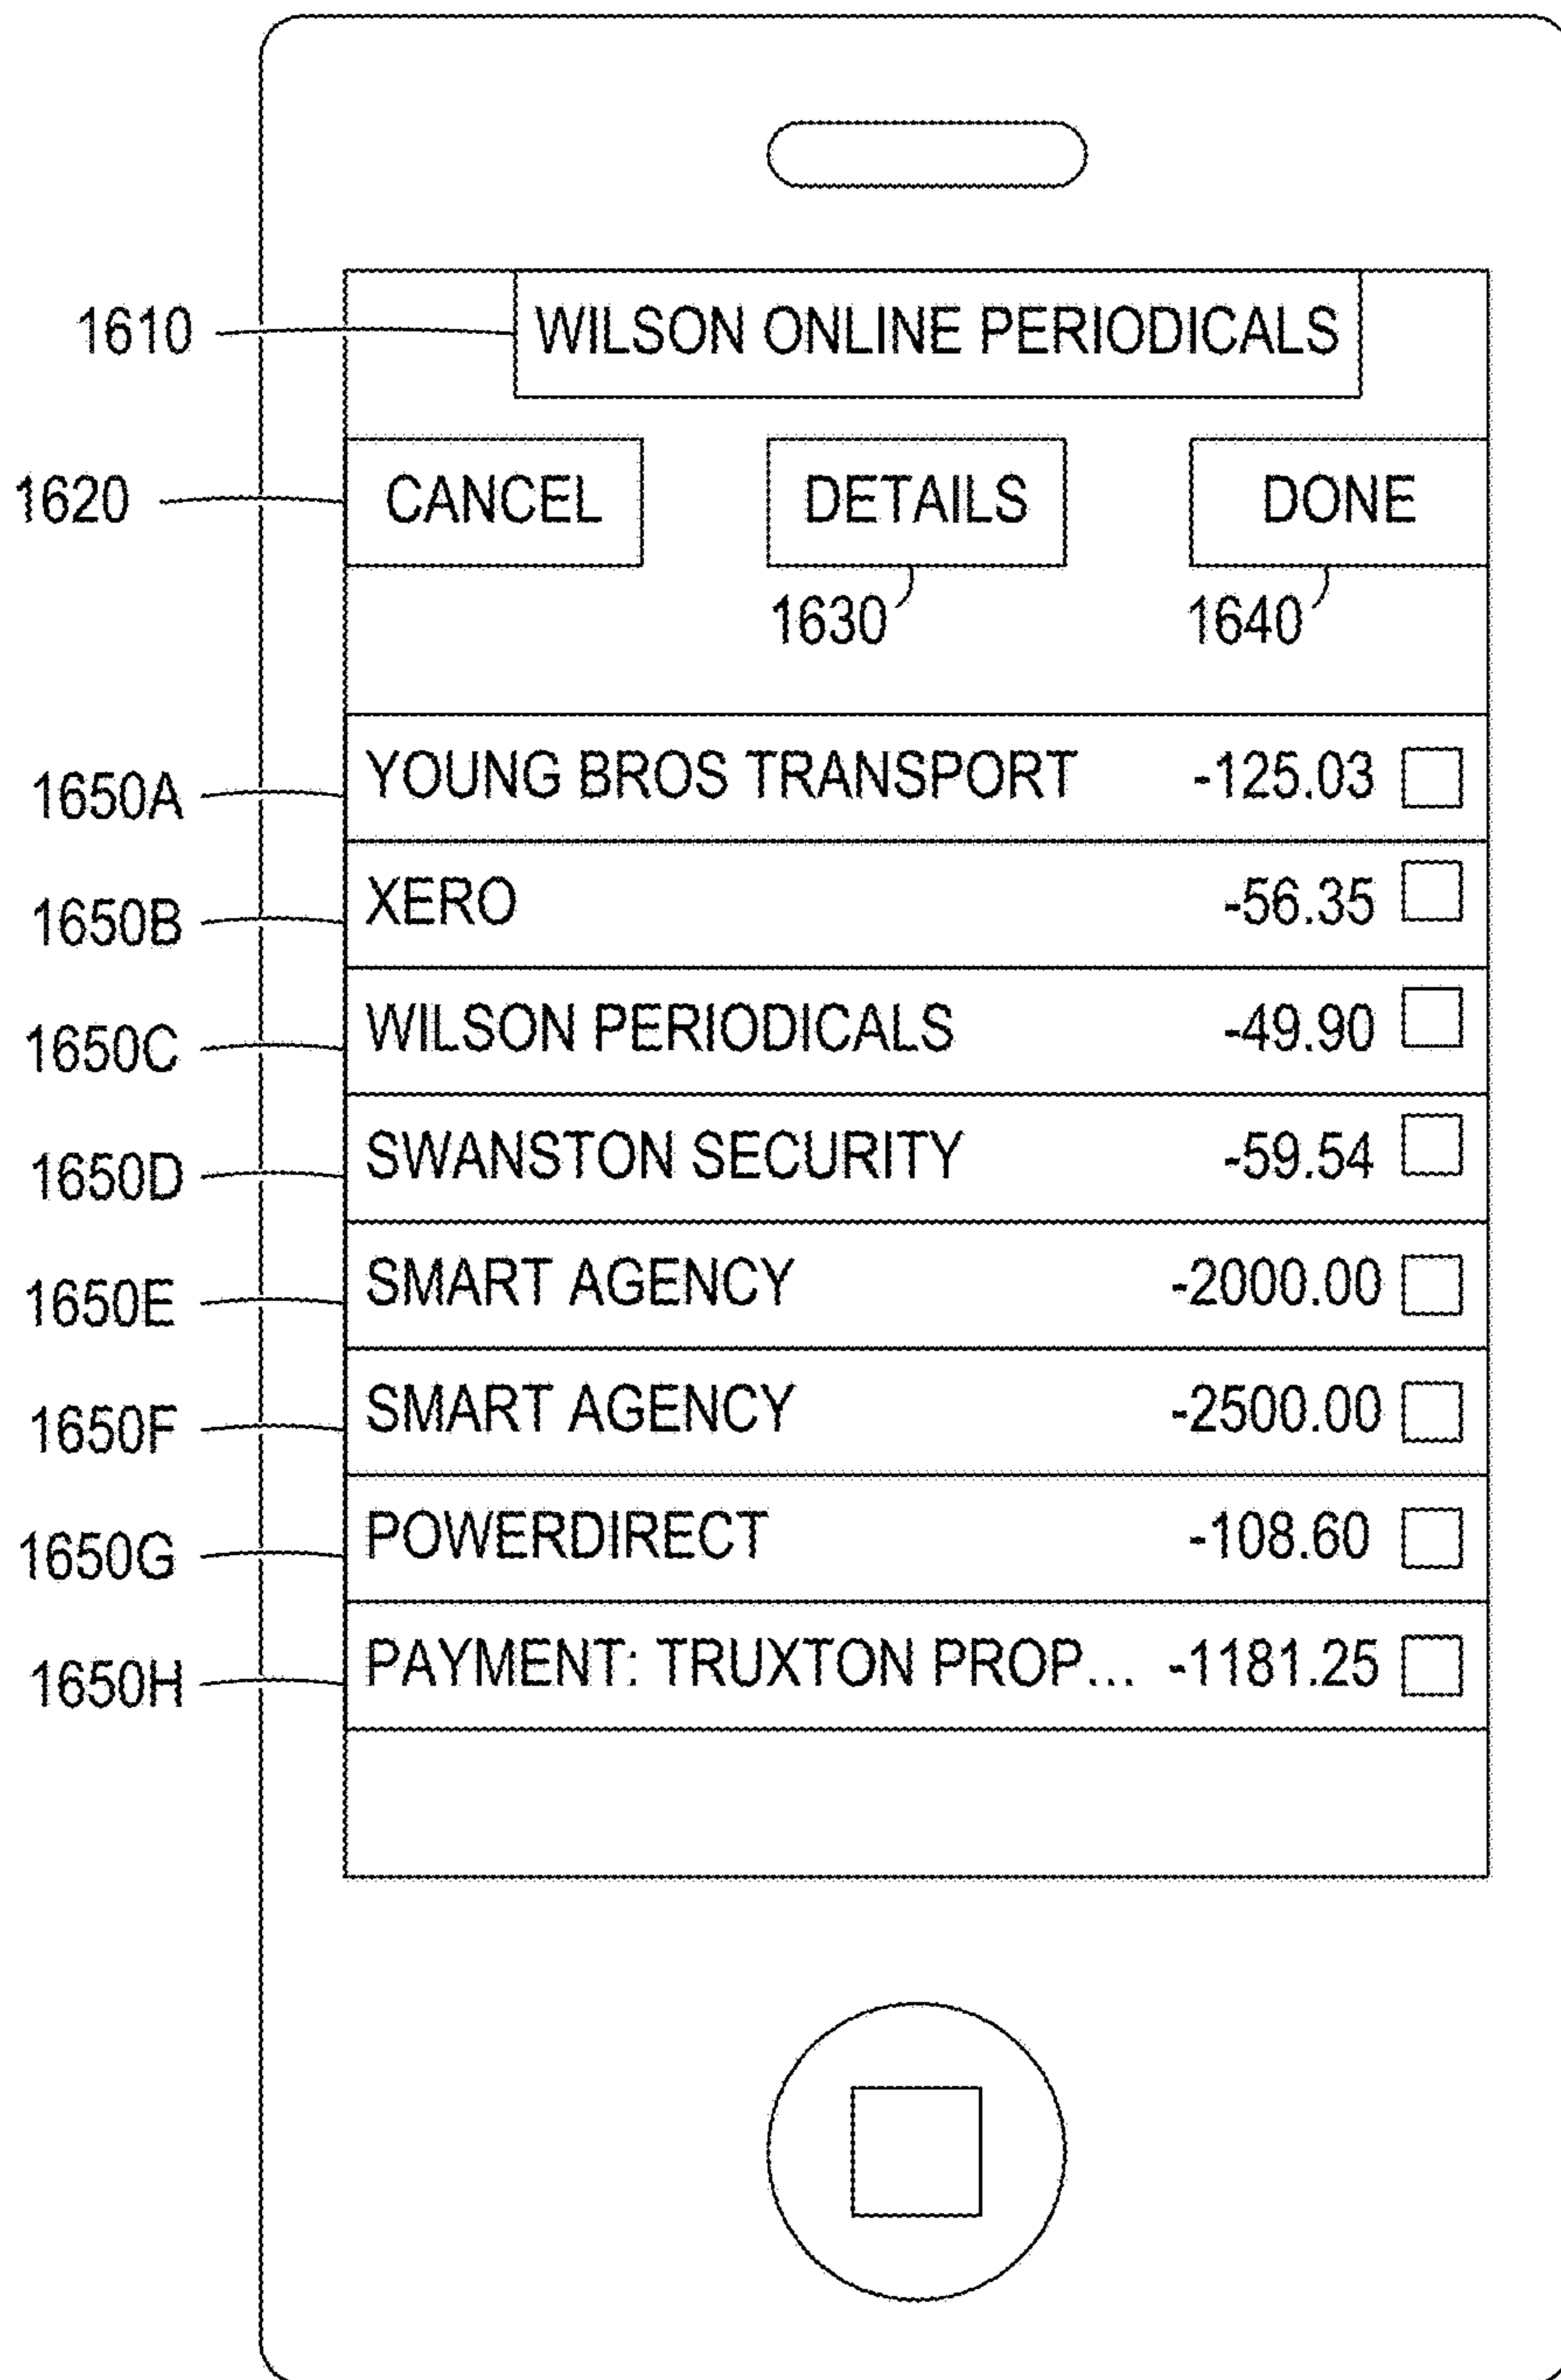 1610 WILSON ONLINE PERIODICALS
1620 CANCEL DETAILS DONE
1630 1640
1650A YOUNG BROS TRANSPORT -125.03
1650B XERO -56.35
1650C WILSON PERIODICALS -49.90
1650D SWANSTON SECURITY -59.54
1650E SMART AGENCY -2000.00
1650F SMART AGENCY -2500.00
1650G POWERDIRECT -108.60
1650H PAYMENT: TRUXTON PROP... -1181.25